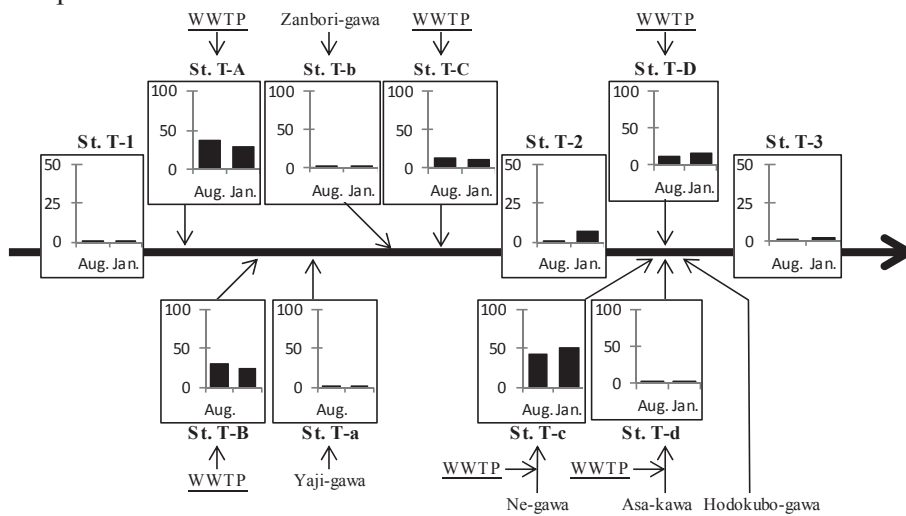 WWTP Zanbori-gawa WWTP WWTP
St. T-A St. T-b St. T-C St. T-D
100 100 100 100
50 50 50 50
0 0 0 0
Aug. Jan. Aug. Jan. Aug. Jan. Aug. Jan.
St. T-1 St. T-2 St. T-3
50 50 50
25 25 25
0 0 0
Aug. Jan. Aug. Jan. Aug. Jan.
100 100 100 100
50 50 50 50
0 0 0 0
Aug. Aug. Aug. Jan. Aug. Jan.
St. T-B St. T-a St. T-c St. T-d
WWTP Yaji-gawa WWTP WWTP
Ne-gawa Asa-kawa Hodokubo-gawa